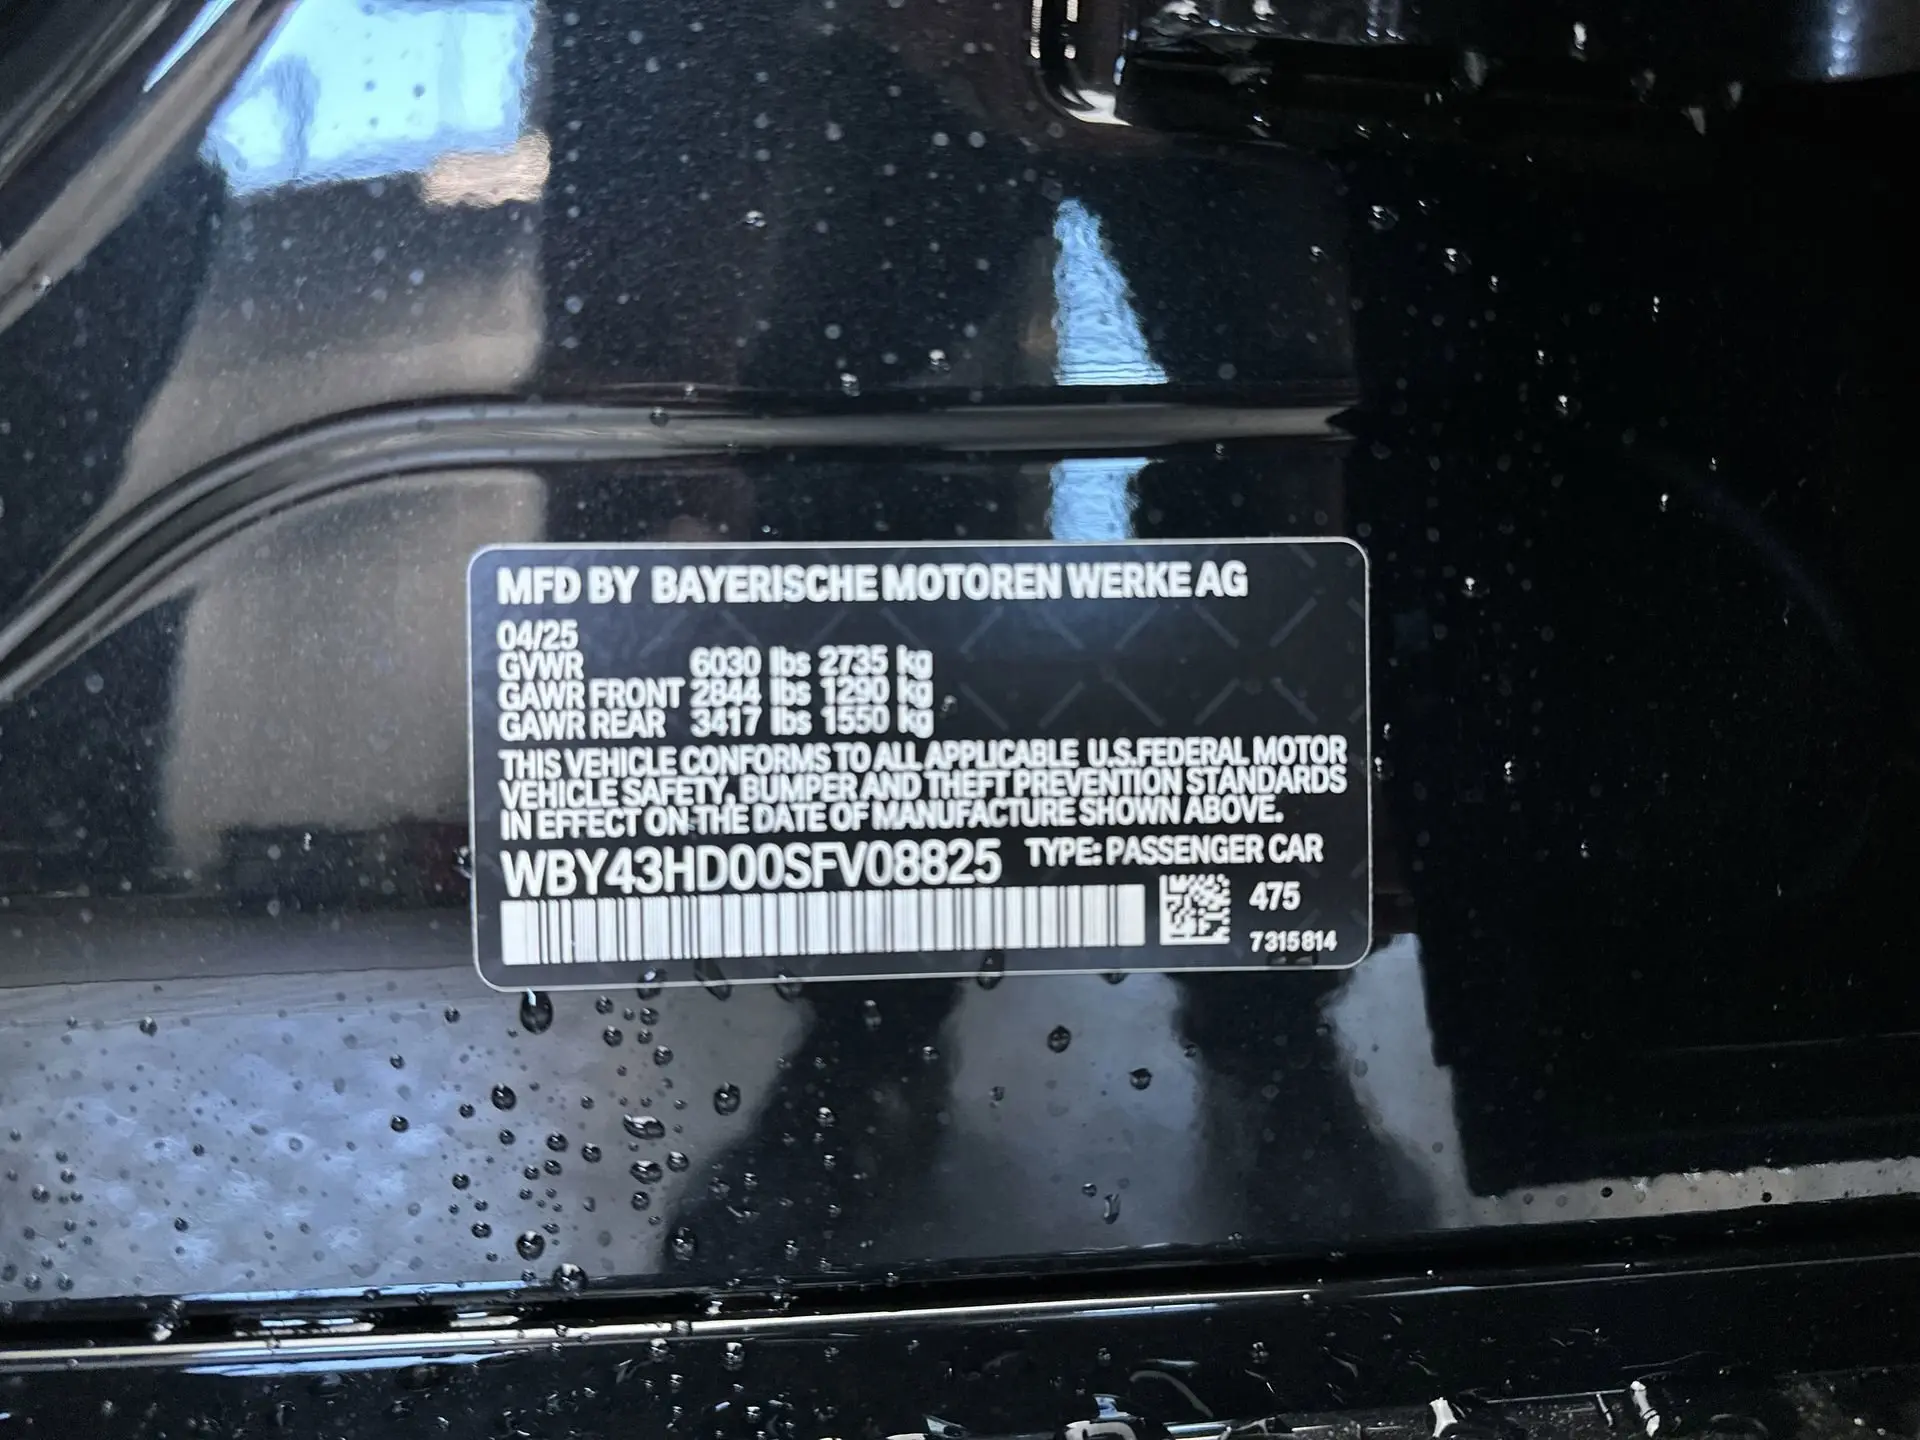 MFD BY BAYERISCHE MOTOREN WERKE AG
04/25
GVWR 6030 lbs 2735 kg
GAWR FRONT 2844 lbs 1290 kg
GAWR REAR 3417 lbs 1550 kg
THIS VEHICLE CONFORMS TO ALL APPLICABLE U.S.FEDERAL MOTOR
VEHICLE SAFETY, BUMPER AND THEFT PREVENTION STANDARDS
IN EFFECT ON THE DATE OF MANUFACTURE SHOWN ABOVE.
WBY43HD00SFV08825 TYPE: PASSENGER CAR
475
7315814